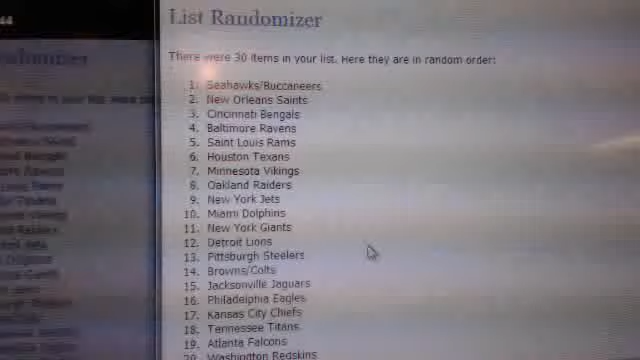 44
List Randomizer
There were 30 items in your list. Here they are in random order:
1. Seahawks/Buccaneers
2. New Orleans Saints
3. Cincinnati Bengals
4. Baltimore Ravens
5. Saint Louis Rams
6. Houston Texans
7. Minnesota Vikings
8. Oakland Raiders
9. New York Jets
10. Miami Dolphins
11. New York Giants
12. Detroit Lions
13. Pittsburgh Steelers
14. Browns/Colts
15. Jacksonville Jaguars
16. Philadelphia Eagles
17. Kansas City Chiefs
18. Tennessee Titans
19. Atlanta Falcons
20. Washington Redskins